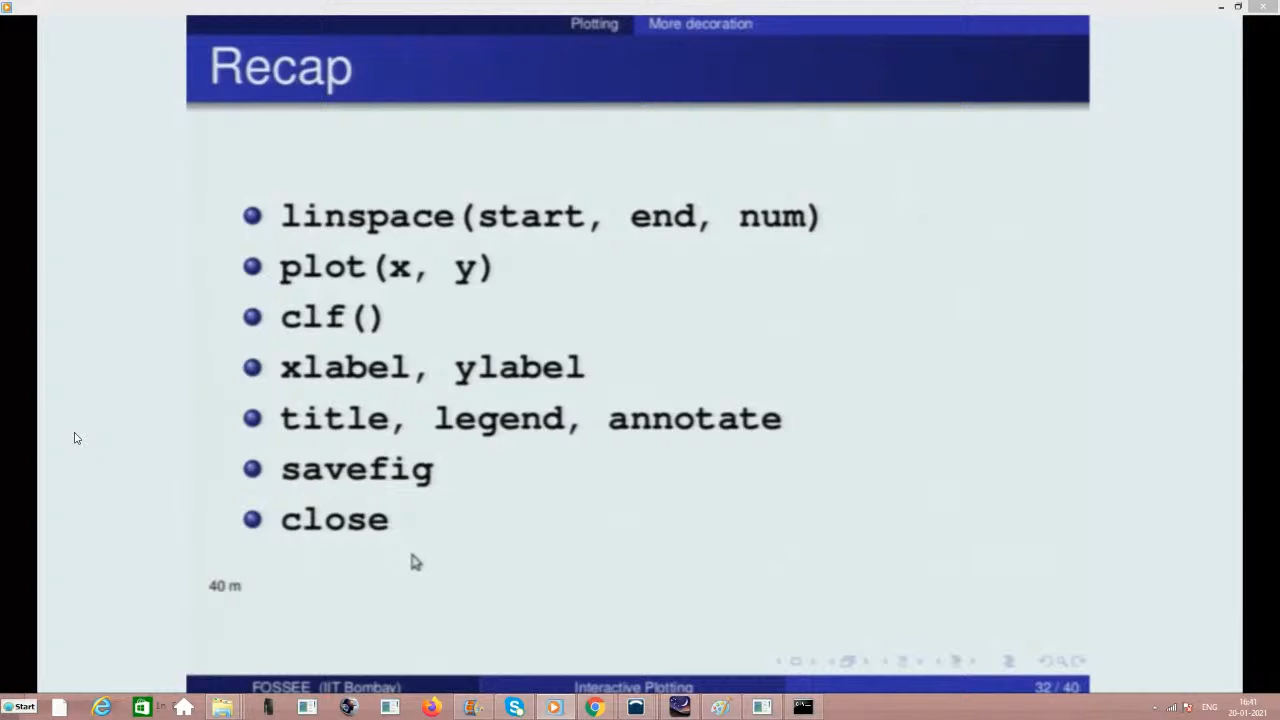 Plotting More decoration
Recap
linspace(start, end, num)
plot(x, y)
clf()
xlabel, ylabel
title, legend, annotate
savefig
close
40 m
FOSSEE (IIT Bombay) Interactive Plotting 32 / 40
Start
ENG
16:41
20-01-2021